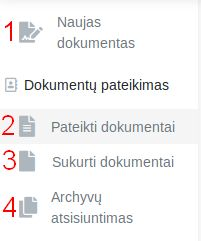 1 Naujas
dokumentas
Dokumentų pateikimas
2 Pateikti dokumentai
3 Sukurti dokumentai
4 Archyvų
atsisiuntimas